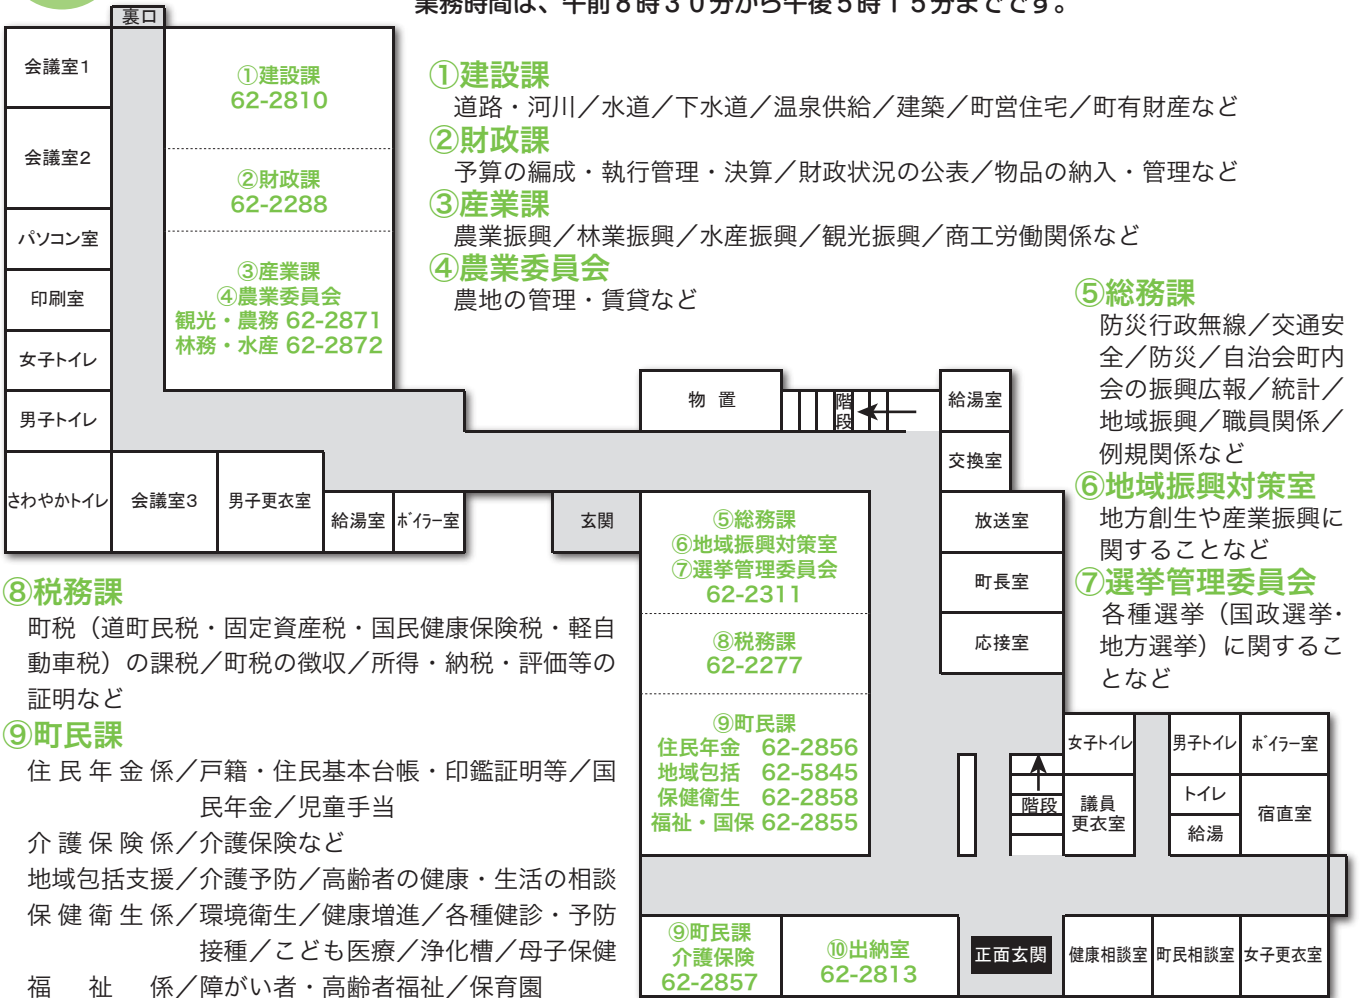 業務時間は、午前8時30分から午後5時15分までです。
裏口
会議室1
会議室2
パソコン室
印刷室
女子トイレ
男子トイレ
さわやかトイレ
会議室3
男子更衣室
給湯室
ボイラー室
①建設課
62-2810
②財政課
62-2288
③産業課
④農業委員会
観光・農務 62-2871
林務・水産 62-2872
①建設課
道路・河川／水道／下水道／温泉供給／建築／町営住宅／町有財産など
②財政課
予算の編成・執行管理・決算／財政状況の公表／物品の納入・管理など
③産業課
農業振興／林業振興／水産振興／観光振興／商工労働関係など
④農業委員会
農地の管理・賃貸など
⑤総務課
防災行政無線／交通安
全／防災／自治会町内
会の振興広報／統計／
地域振興／職員関係／
例規関係など
⑥地域振興対策室
地方創生や産業振興に
関することなど
⑦選挙管理委員会
各種選挙（国政選挙・
地方選挙）に関するこ
となど
物 置
階段
給湯室
交換室
放送室
町長室
応接室
玄関
⑤総務課
⑥地域振興対策室
⑦選挙管理委員会
62-2311
⑧税務課
62-2277
⑨町民課
住民年金 62-2856
地域包括 62-5845
保健衛生 62-2858
福祉・国保 62-2855
⑧税務課
町税（道町民税・固定資産税・国民健康保険税・軽自
動車税）の課税／町税の徴収／所得・納税・評価等の
証明など
⑨町民課
住民年金係／戸籍・住民基本台帳・印鑑証明等／国
民年金／児童手当
介護保険係／介護保険など
地域包括支援／介護予防／高齢者の健康・生活の相談
保健衛生係／環境衛生／健康増進／各種健診・予防
接種／こども医療／浄化槽／母子保健
福祉係／障がい者・高齢者福祉／保育園
女子トイレ
男子トイレ
ボイラー室
階段
議員
更衣室
トイレ
給湯
宿直室
⑨町民課
介護保険
62-2857
⑩出納室
62-2813
正面玄関
健康相談室
町民相談室
女子更衣室